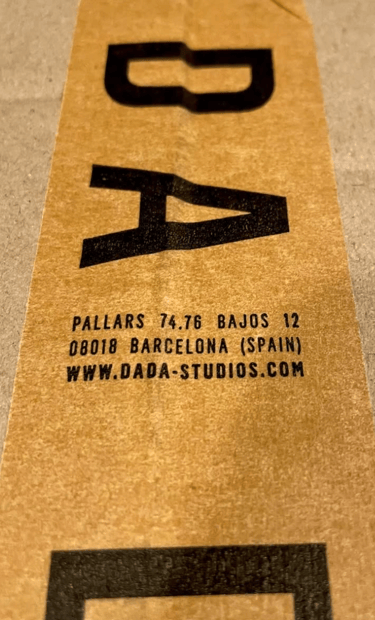 DA
PALLARS 74.76 BAJOS 12
08018 BARCELONA (SPAIN)
WWW.DADA-STUDIOS.COM